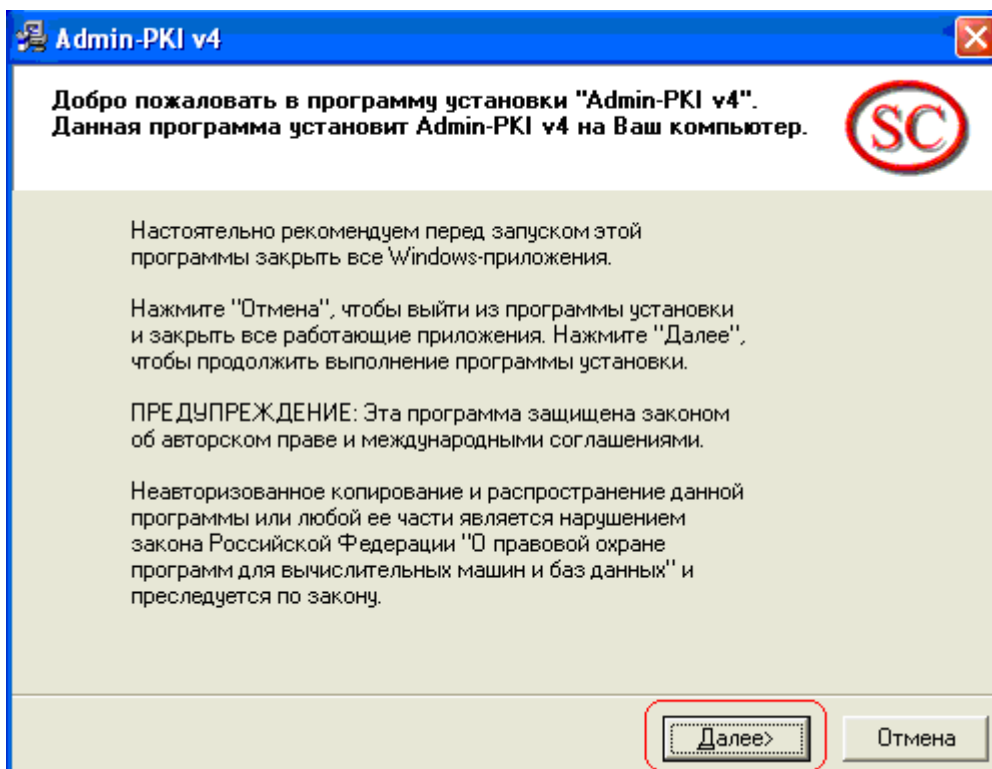 Admin-PKI v4
Добро пожаловать в программу установки "Admin-PKI v4".
Данная программа установит Admin-PKI v4 на Ваш компьютер.
SC
Настоятельно рекомендуем перед запуском этой
программы закрыть все Windows-приложения.
Нажмите "Отмена", чтобы выйти из программы установки
и закрыть все работающие приложения. Нажмите "Далее",
чтобы продолжить выполнение программы установки.
ПРЕДУПРЕЖДЕНИЕ: Эта программа защищена законом
об авторском праве и международными соглашениями.
Неавторизованное копирование и распространение данной
программы или любой ее части является нарушением
закона Российской Федерации "О правовой охране
программ для вычислительных машин и баз данных" и
преследуется по закону.
Далее>
Отмена